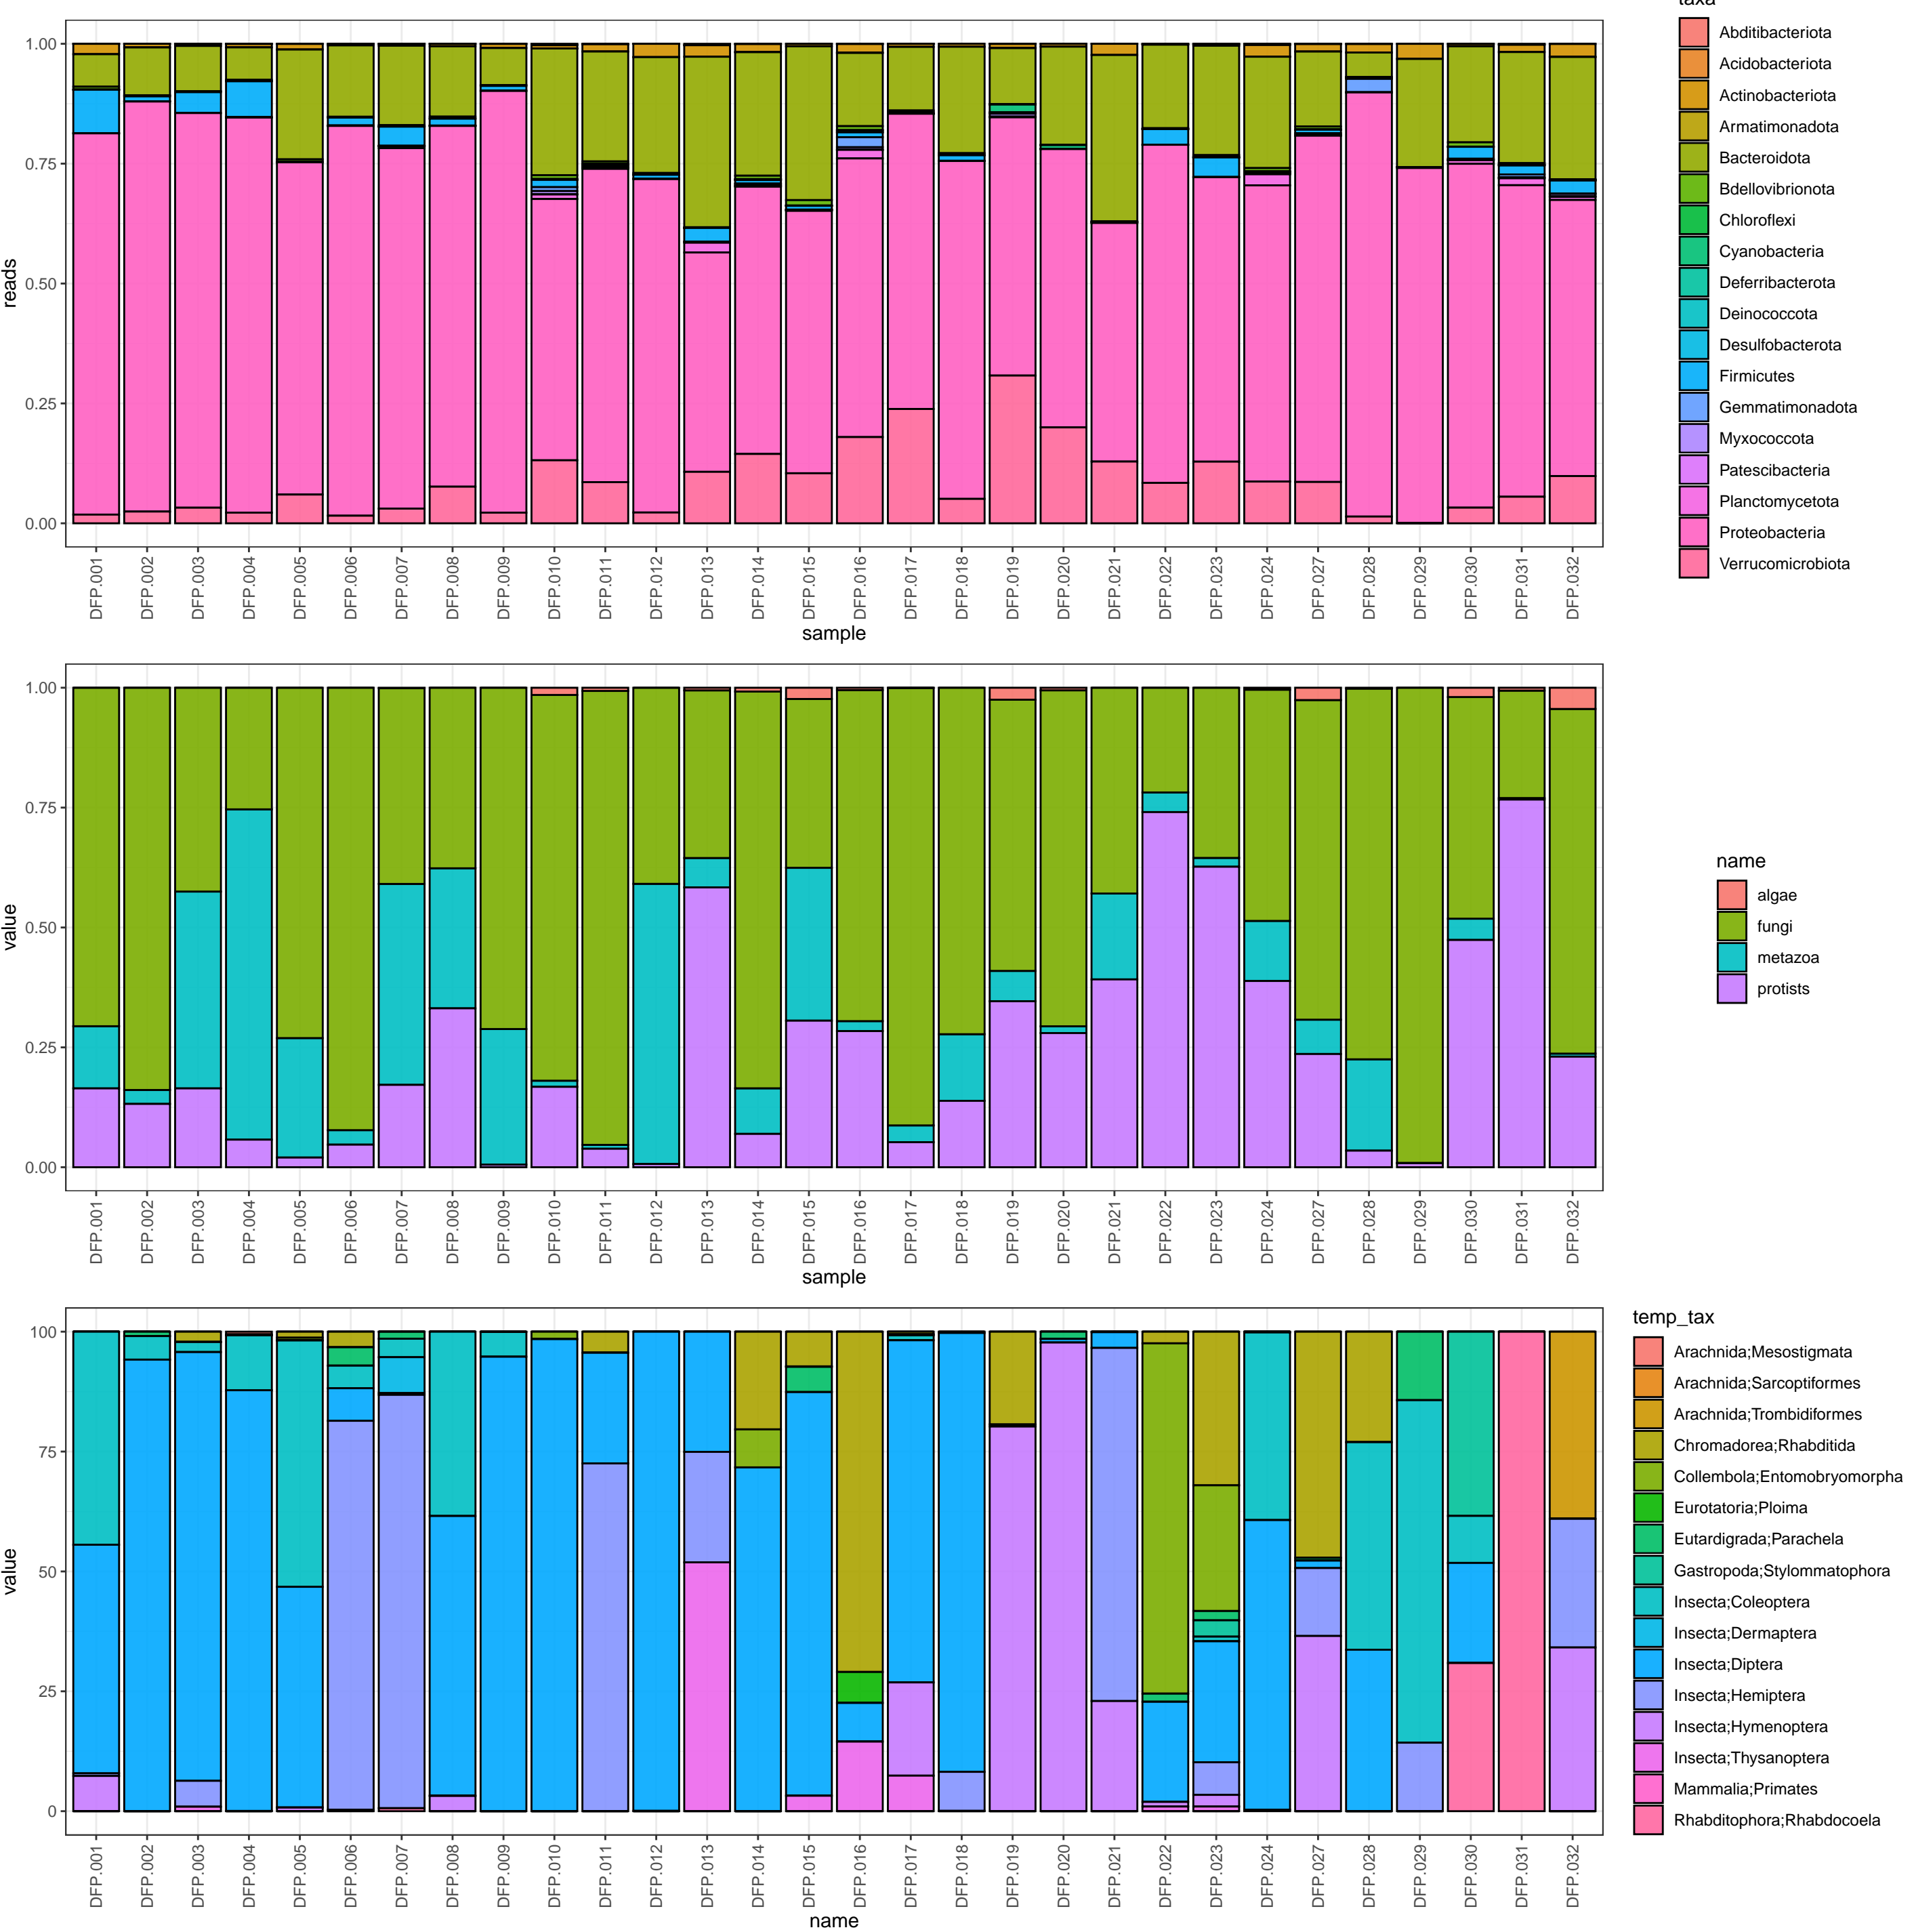 taxa
1.00
0.75
0.50
0.25
0.00
reads
DFP.001
DFP.002
DFP.003
DFP.004
DFP.005
DFP.006
DFP.007
DFP.008
DFP.009
DFP.010
DFP.011
DFP.012
DFP.013
DFP.014
DFP.015
DFP.016
DFP.017
DFP.018
DFP.019
DFP.020
DFP.021
DFP.022
DFP.023
DFP.024
DFP.027
DFP.028
DFP.029
DFP.030
DFP.031
DFP.032
sample
Abditibacteriota
Acidobacteriota
Actinobacteriota
Armatimonadota
Bacteroidota
Bdellovibrionota
Chloroflexi
Cyanobacteria
Deferribacterota
Deinococcota
Desulfobacterota
Firmicutes
Gemmatimonadota
Myxococcota
Patescibacteria
Planctomycetota
Proteobacteria
Verrucomicrobiota
1.00
0.75
0.50
0.25
0.00
value
DFP.001
DFP.002
DFP.003
DFP.004
DFP.005
DFP.006
DFP.007
DFP.008
DFP.009
DFP.010
DFP.011
DFP.012
DFP.013
DFP.014
DFP.015
DFP.016
DFP.017
DFP.018
DFP.019
DFP.020
DFP.021
DFP.022
DFP.023
DFP.024
DFP.027
DFP.028
DFP.029
DFP.030
DFP.031
DFP.032
sample
name
algae
fungi
metazoa
protists
100
75
50
25
0
value
DFP.001
DFP.002
DFP.003
DFP.004
DFP.005
DFP.006
DFP.007
DFP.008
DFP.009
DFP.010
DFP.011
DFP.012
DFP.013
DFP.014
DFP.015
DFP.016
DFP.017
DFP.018
DFP.019
DFP.020
DFP.021
DFP.022
DFP.023
DFP.024
DFP.027
DFP.028
DFP.029
DFP.030
DFP.031
DFP.032
name
temp_tax
Arachnida;Mesostigmata
Arachnida;Sarcoptiformes
Arachnida;Trombidiformes
Chromadorea;Rhabditida
Collembola;Entomobryomorpha
Eurotatoria;Ploima
Eutardigrada;Parachela
Gastropoda;Stylommatophora
Insecta;Coleoptera
Insecta;Dermaptera
Insecta;Diptera
Insecta;Hemiptera
Insecta;Hymenoptera
Insecta;Thysanoptera
Mammalia;Primates
Rhabditophora;Rhabdocoela